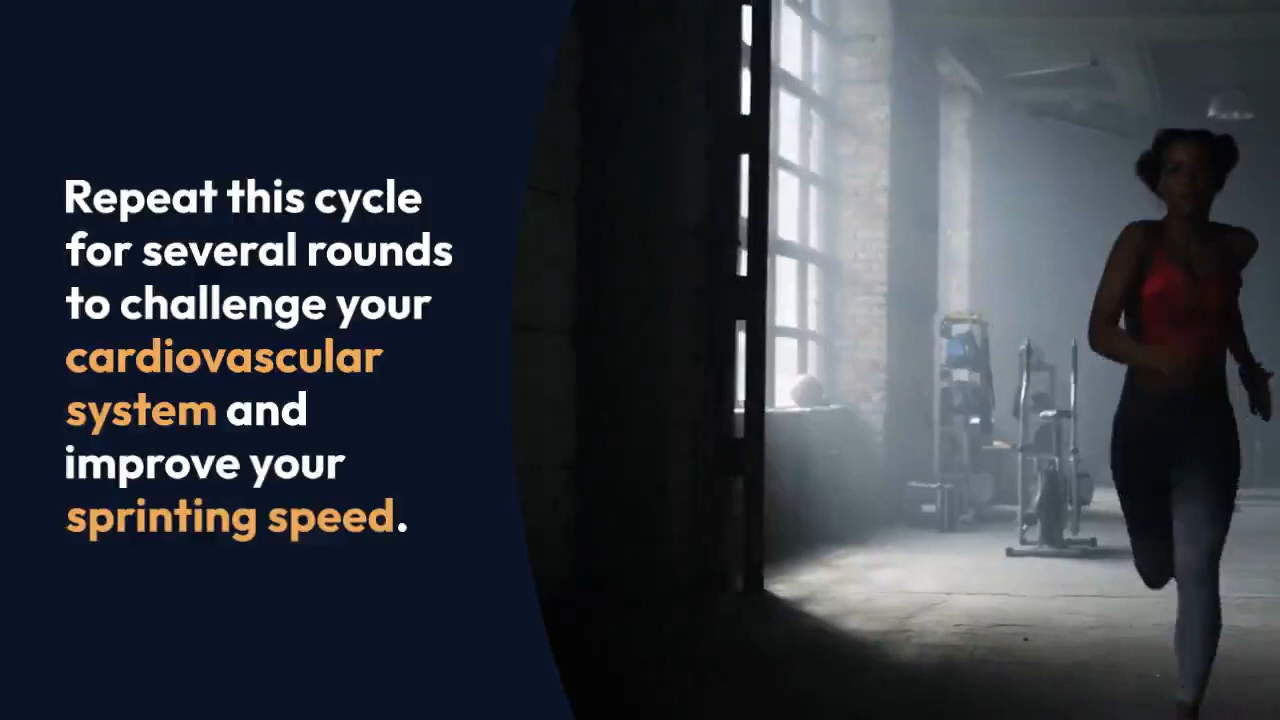 Repeat this cycle
for several rounds
to challenge your
cardiovascular
system and
improve your
sprinting speed.